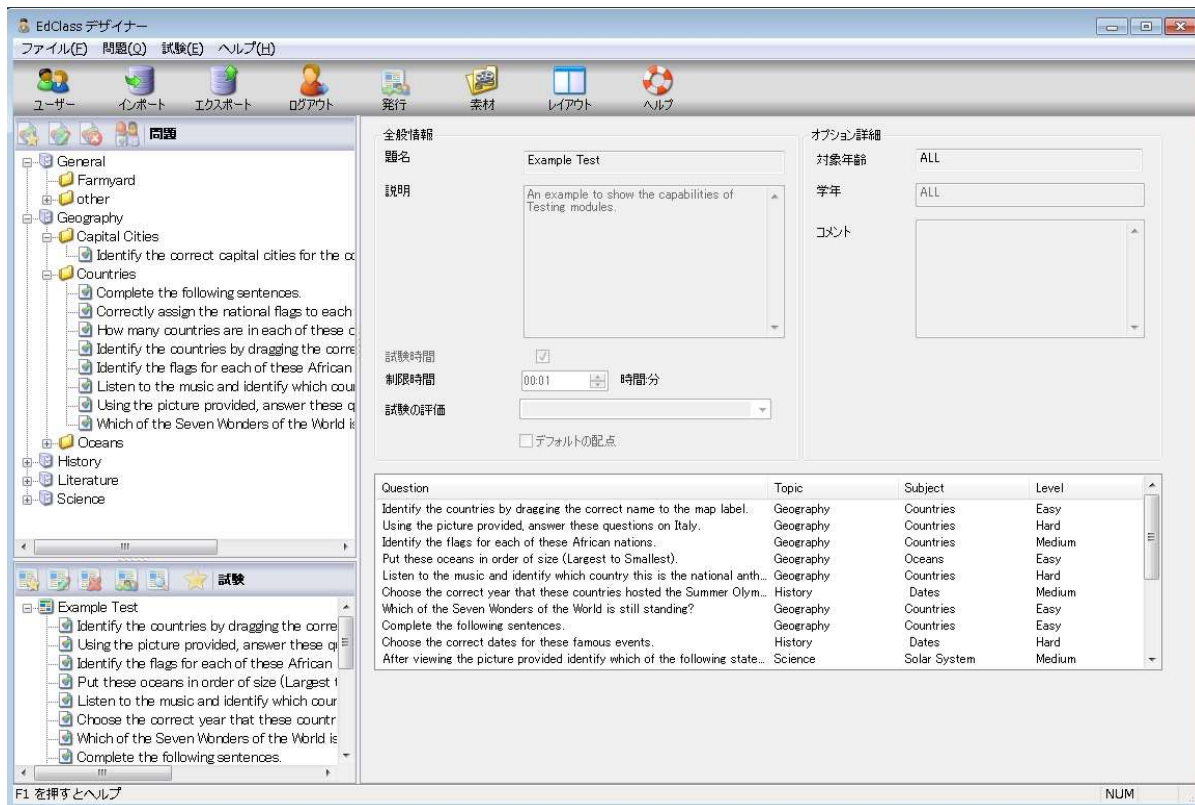 EdClass デザイナー
ファイル(F) 問題(Q) 試験(E) ヘルプ(H)
ユーザー インポート エクスポート ログアウト 発行 素材 レイアウト ヘルプ
問題
General
Farmyard
other
Geography
Capital Cities
Identify the correct capital cities for the co
Countries
Complete the following sentences.
Correctly assign the national flags to each
How many countries are in each of these c
Identify the countries by dragging the corre
Identify the flags for each of these African
Listen to the music and identify which cou
Using the picture provided, answer these q
Which of the Seven Wonders of the World is
Oceans
History
Literature
Science
試験
Example Test
Identify the countries by dragging the corre
Using the picture provided, answer these qu
Identify the flags for each of these African
Put these oceans in order of size (Largest t
Listen to the music and identify which cour
Choose the correct year that these countr
Which of the Seven Wonders of the World is
Complete the following sentences.
全般情報
題名 Example Test
説明 An example to show the capabilities of
Testing modules.
試験時間
制限時間 00:01 時間:分
試験の評価
デフォルトの配点
オプション詳細
対象年齢 ALL
学年 ALL
コメント
Question Topic Subject Level
Identify the countries by dragging the correct name to the map label. Geography Countries Easy
Using the picture provided, answer these questions on Italy. Geography Countries Hard
Identify the flags for each of these African nations. Geography Countries Medium
Put these oceans in order of size (Largest to Smallest). Geography Oceans Easy
Listen to the music and identify which country this is the national anth... Geography Countries Hard
Choose the correct year that these countries hosted the Summer Olym... History Dates Medium
Which of the Seven Wonders of the World is still standing? Geography Countries Easy
Complete the following sentences. Geography Countries Easy
Choose the correct dates for these famous events. History Dates Hard
After viewing the picture provided identify which of the following state... Science Solar System Medium
F1 を押すとヘルプ NUM